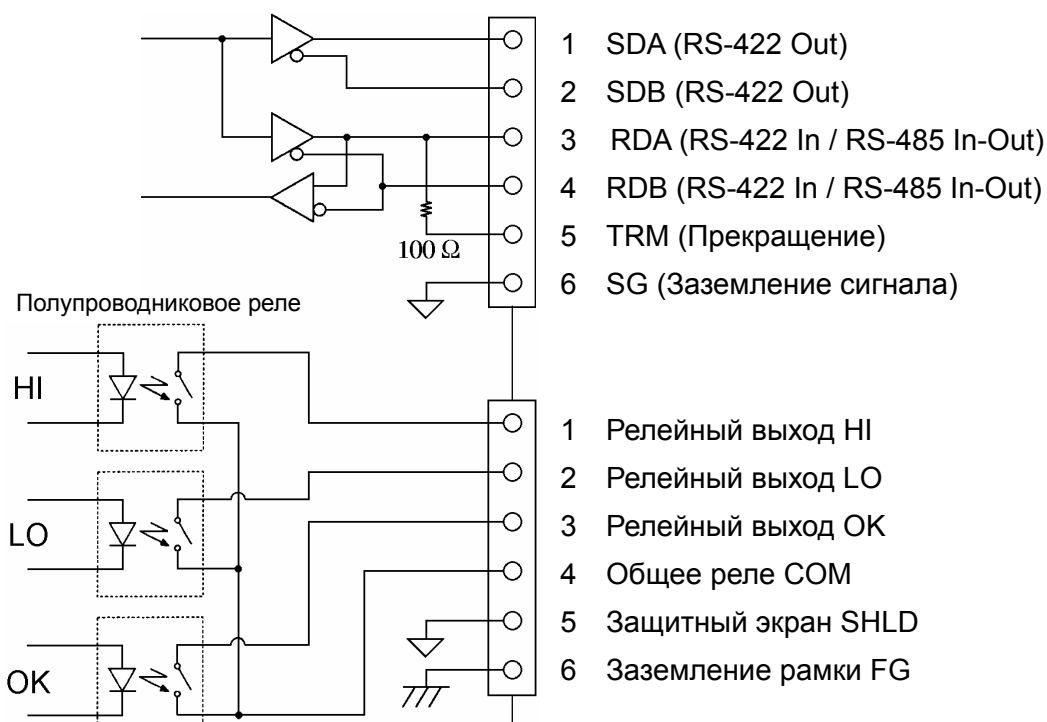 1 SDA (RS-422 Out)
2 SDB (RS-422 Out)
3 RDA (RS-422 In / RS-485 In-Out)
4 RDB (RS-422 In / RS-485 In-Out)
100 Ω
5 TRM (Прекращение)
6 SG (Заземление сигнала)
Полупроводниковое реле
HI
1 Релейный выход HI
2 Релейный выход LO
LO
3 Релейный выход OK
4 Общее реле COM
5 Защитный экран SHLD
OK
6 Заземление рамки FG